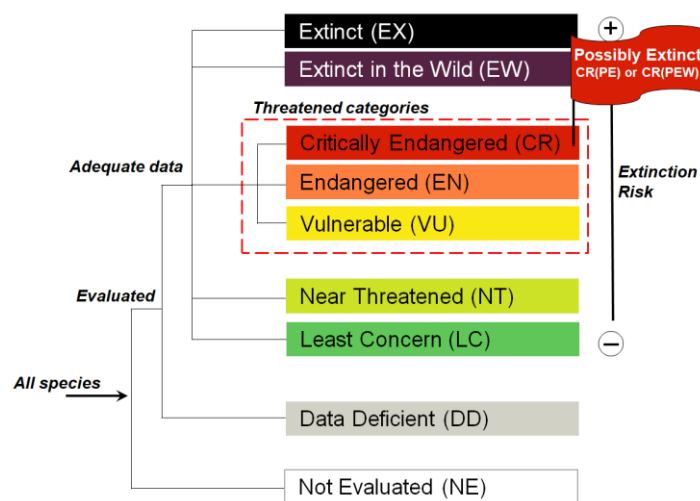 Extinct (EX)
+
Possibly Extinct
CR(PE) or CR(PEW)
Extinct in the Wild (EW)
Threatened categories
Critically Endangered (CR)
Adequate data
Extinction
Risk
Endangered (EN)
Vulnerable (VU)
Evaluated
Near Threatened (NT)
Least Concern (LC)
−
All species
Data Deficient (DD)
Not Evaluated (NE)